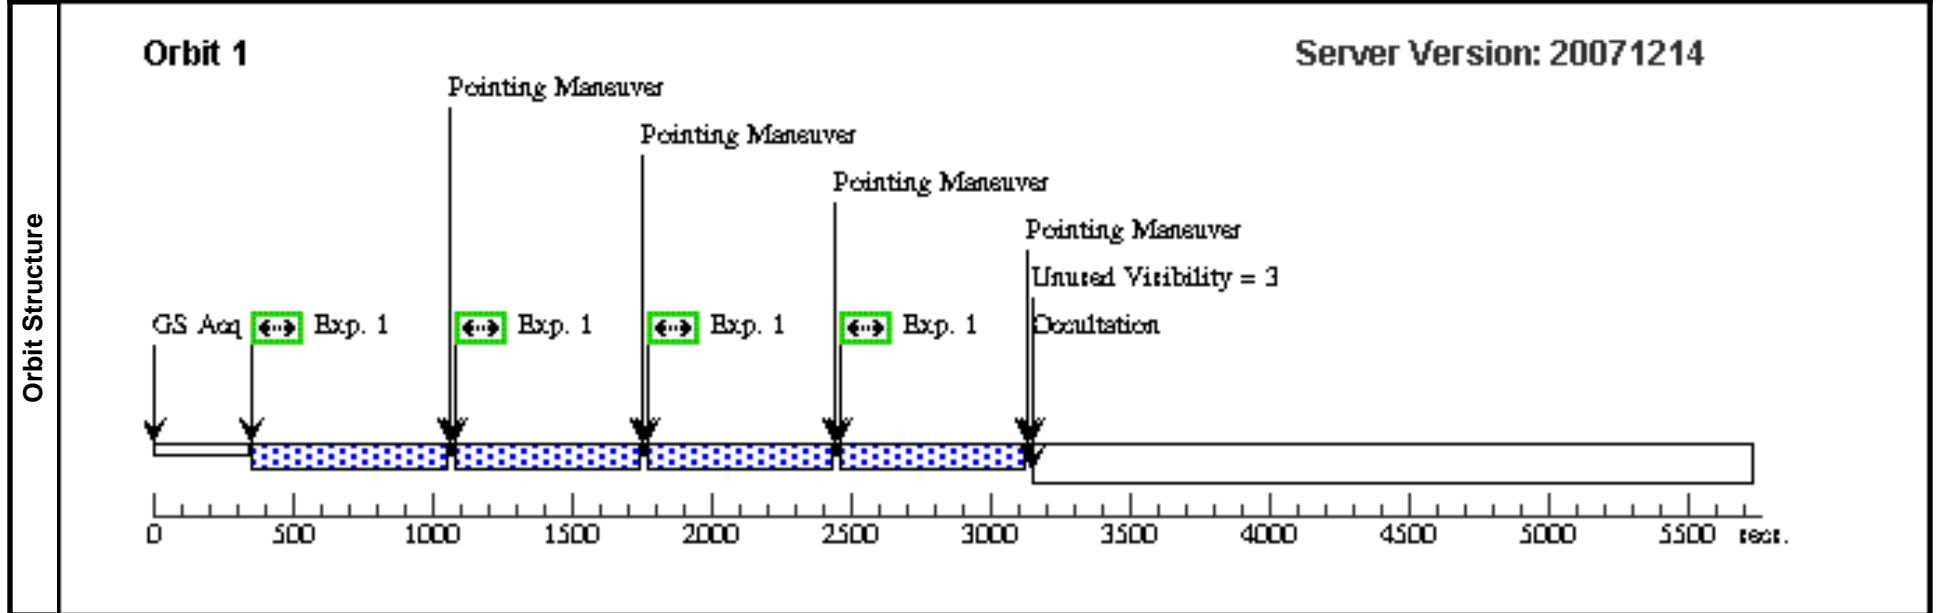 Orbit Structure
Orbit 1
Server Version: 20071214
Pointing Maneuver
Pointing Maneuver
Pointing Maneuver
Pointing Maneuver
Unused Visibility = 3
GS Acq Exp. 1 Exp. 1 Exp. 1 Exp. 1 Occultation
0 500 1000 1500 2000 2500 3000 3500 4000 4500 5000 5500 secs.